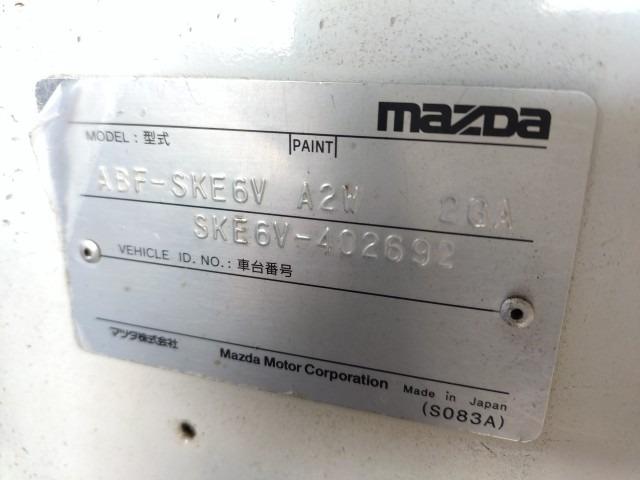 mazda
MODEL : 型式
PAINT
ABF-SKE6V A2W 2GA
SKE6V-402692
VEHICLE ID. NO. : 車台番号
マツダ株式会社 Mazda Motor Corporation Made in Japan
(S083A)